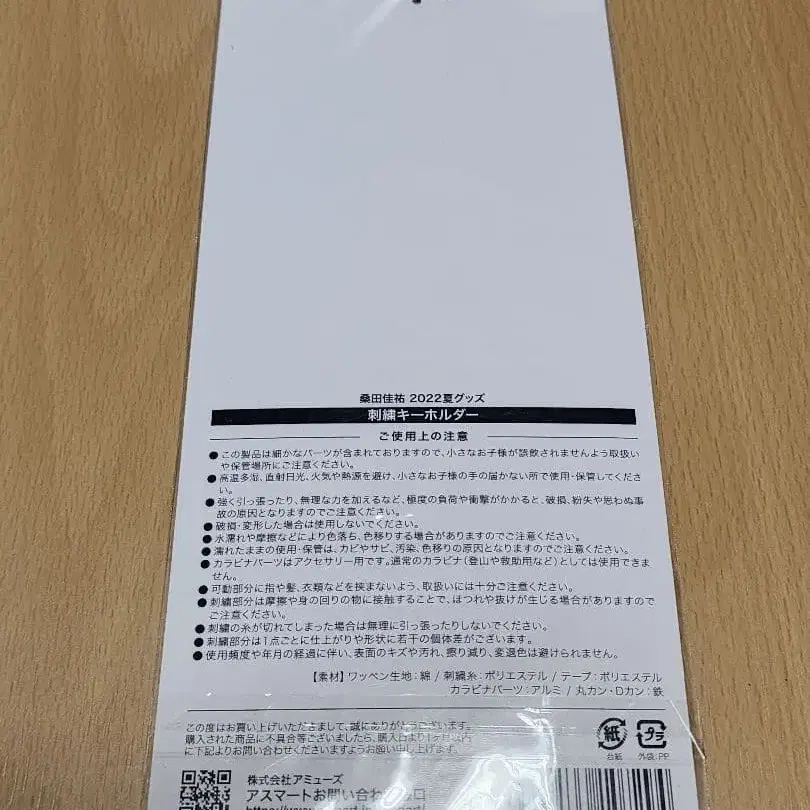 桑田佳祐 2022夏グッズ
刺繍キーホルダー
ご使用上の注意
●この製品は細かなパーツが含まれておりますので、小さなお子様が誤飲されませんよう取扱い
や保管場所にご注意ください。
●高温多湿、直射日光、火気や熱源を避け、小さなお子様の手の届かない所で使用・保管してくださ
い。
●強く引っ張ったり、無理な力を加えるなど、極度の負荷や衝撃がかかると、破損、紛失や思わぬ事
故の原因となりますのでご注意ください。
●破損・変形した場合は使用しないでください。
●水濡れや摩擦などにより色落ち、色移りする場合がありますのでご注意ください。
●濡れたままの使用・保管は、カビやサビ、汚染、色移りの原因となりますのでご注意ください。
●カラビナパーツはアクセサリー用です。通常のカラビナ(登山や救助用など)としては使用できま
せん。
●可動部分に指や髪、衣類などを挟まないよう、取扱いには十分ご注意ください。
●刺繍部分は摩擦や身の回りの物に接触することで、ほつれや抜けが生じる場合がありますので
ご注意ください。
●刺繍の糸が切れてしまった場合は無理に引っ張ったりしないでください。
●刺繍部分は1点ごとに仕上がりや形状に若干の個体差がございます。
●使用頻度や年月の経過に伴い、表面のキズや汚れ、擦り減り、変退色は避けられません。
【素材】ワッペン生地:綿 / 刺繍糸:ポリエステル / テープ:ポリエステル
カラビナパーツ:アルミ / 丸カン・Dカン:鉄
この度はお買い上げいただきまして、誠にありがとうございます。
購入された商品に不具合等ございましたら、購入日より1ヶ月以内
に下記よりお問い合わせくださいますようお願い申し上げます。
紙
台紙
プラ
外袋:PP
株式会社アミューズ
アスマートお問い合わせ窓口